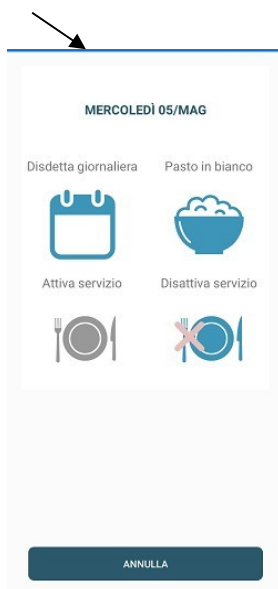 MERCOLEDÌ 05/MAG
Disdetta giornaliera Pasto in bianco
Attiva servizio Disattiva servizio
ANNULLA